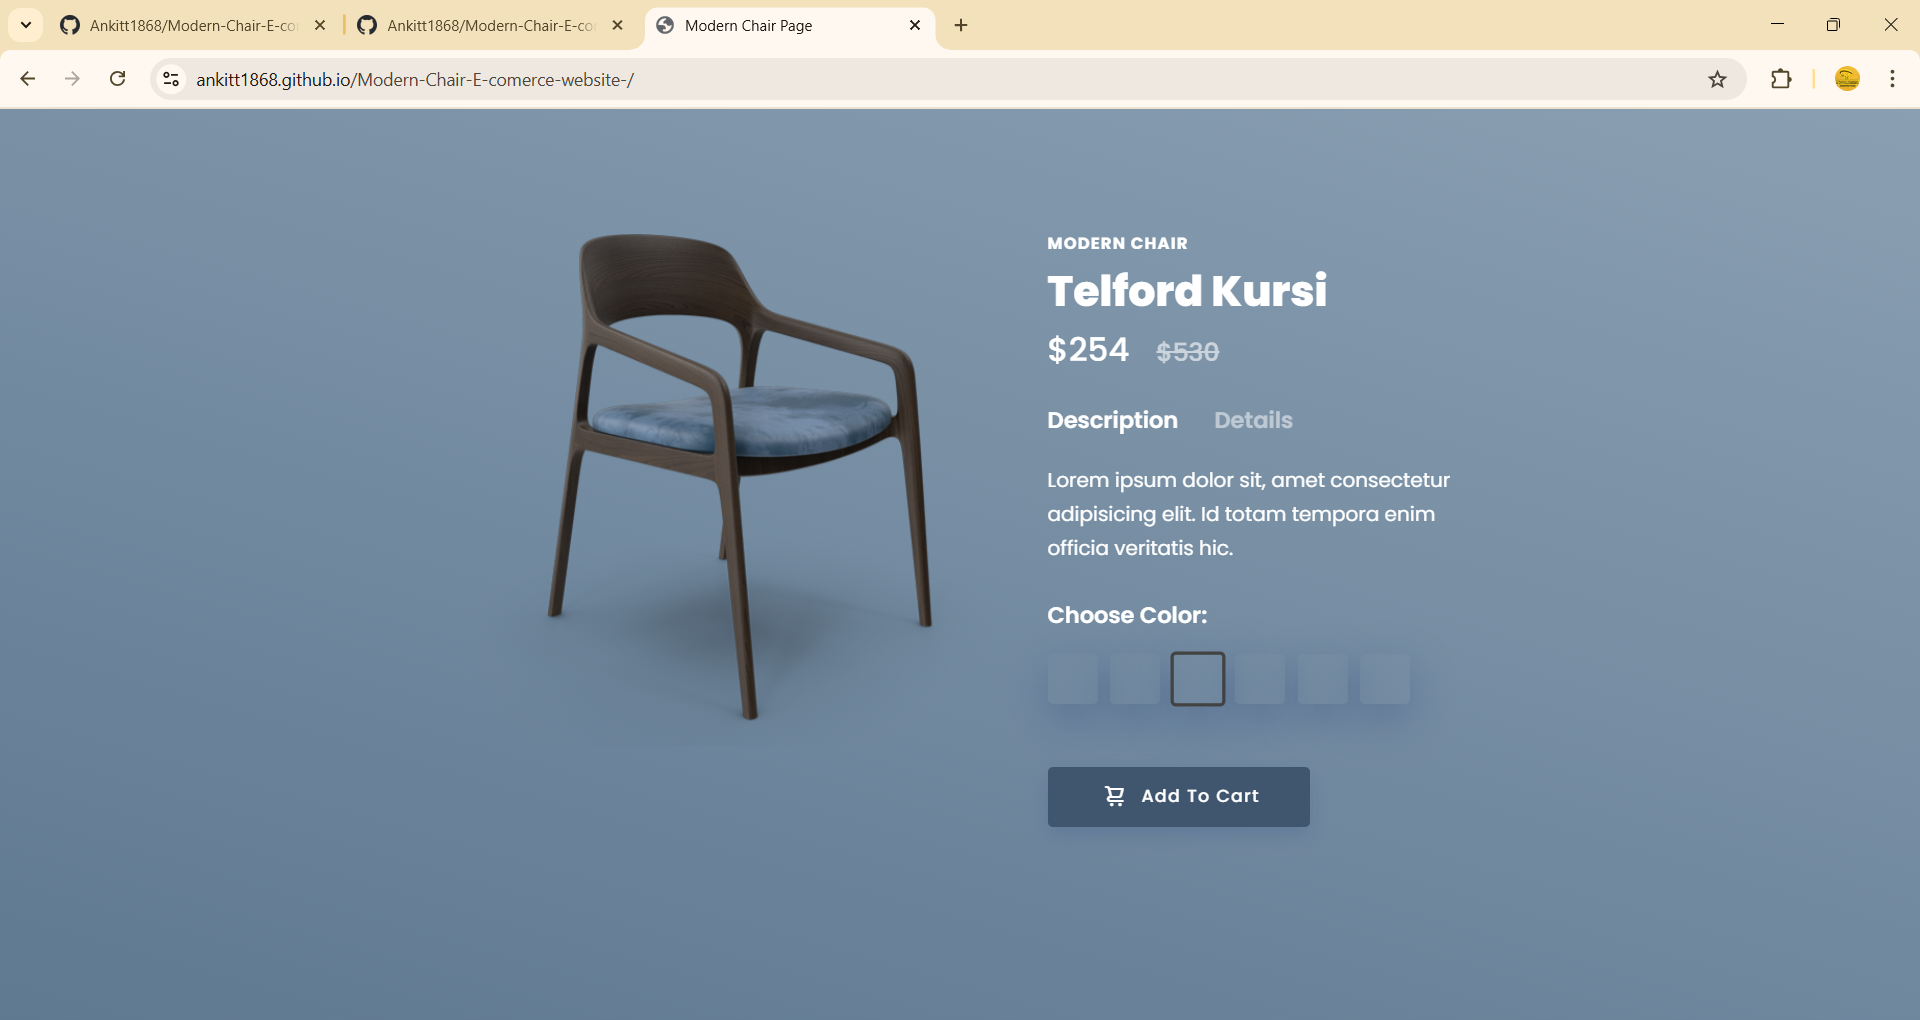 Ankitt1868/Modern-Chair-E-co
Ankitt1868/Modern-Chair-E-co
Modern Chair Page
ankitt1868.github.io/Modern-Chair-E-comerce-website-/
MODERN CHAIR
Telford Kursi
$254 $530
Description Details
Lorem ipsum dolor sit, amet consectetur
adipisicing elit. Id totam tempora enim
officia veritatis hic.
Choose Color:
Add To Cart